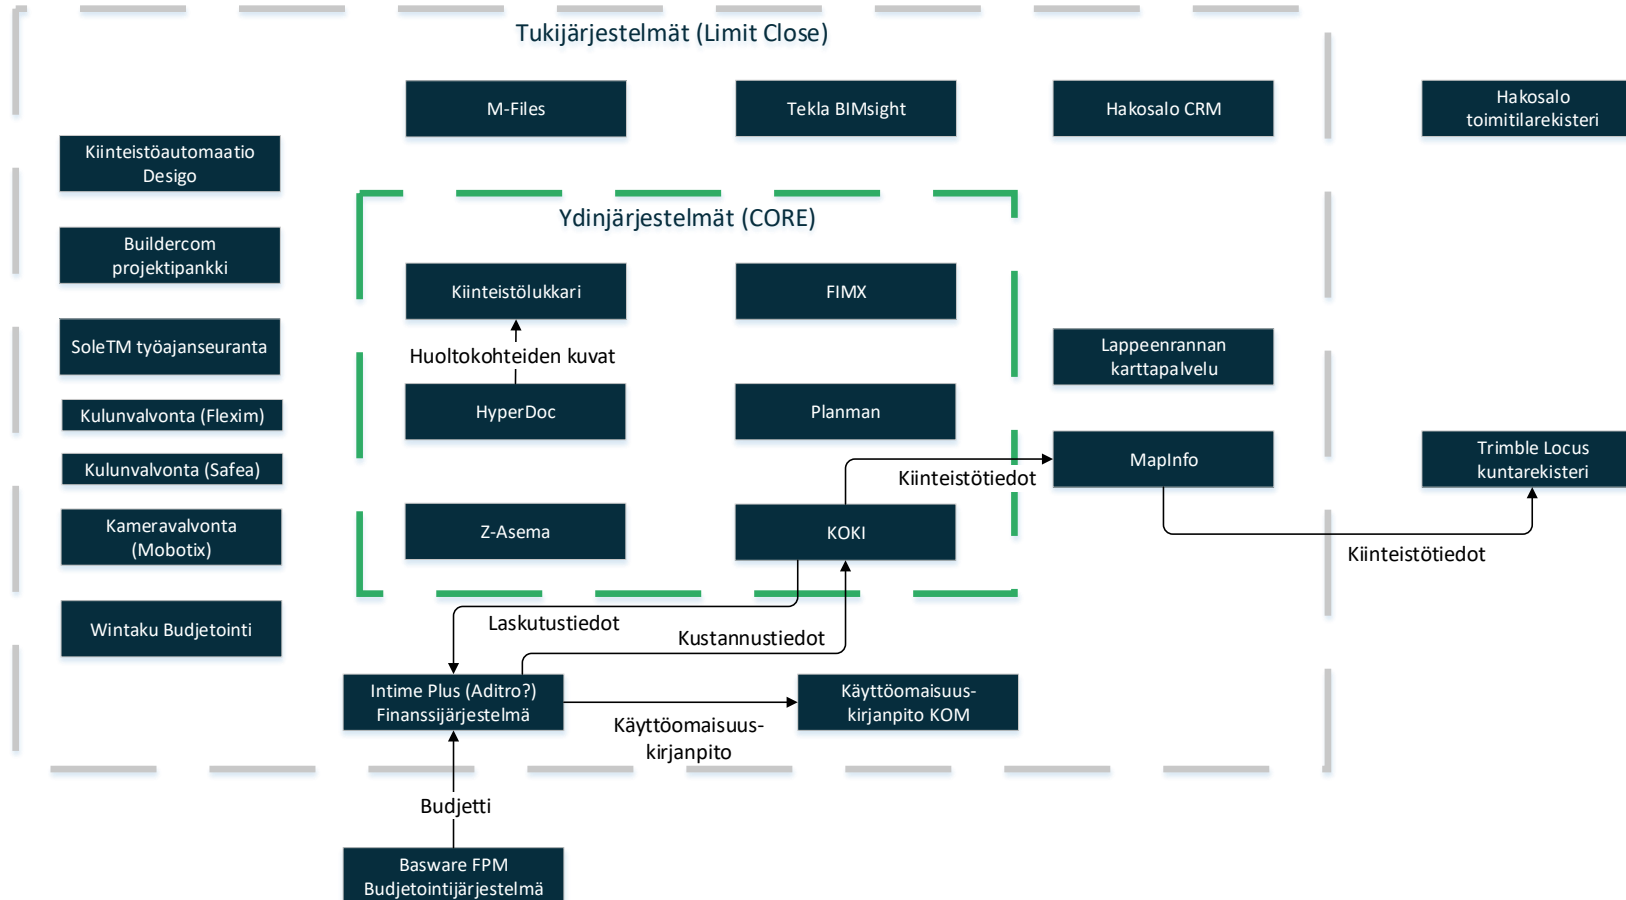 Tukijärjestelmät (Limit Close)
M-Files
Tekla BIMsight
Hakosalo CRM
Hakosalo
toimitilarekisteri
Kiinteistöautomaatio
Desigo
Buildercom
projektipankki
SoleTM työajanseuranta
Kulunvalvonta (Flexim)
Kulunvalvonta (Safea)
Kameravalvonta
(Mobotix)
Wintaku Budjetointi
Ydinjärjestelmät (CORE)
Kiinteistölukkari
FIMX
Huoltokohteiden kuvat
HyperDoc
Planman
Z-Asema
KOKI
Lappeenrannan
karttapalvelu
Kiinteistötiedot
MapInfo
Trimble Locus
kuntarekisteri
Kiinteistötiedot
Laskutustiedot
Kustannustiedot
Intime Plus (Aditro?)
Finanssijärjestelmä
Käyttöomaisuus-
kirjanpito
Käyttöomaisuus-
kirjanpito KOM
Budjetti
Basware FPM
Budjetointijärjestelmä